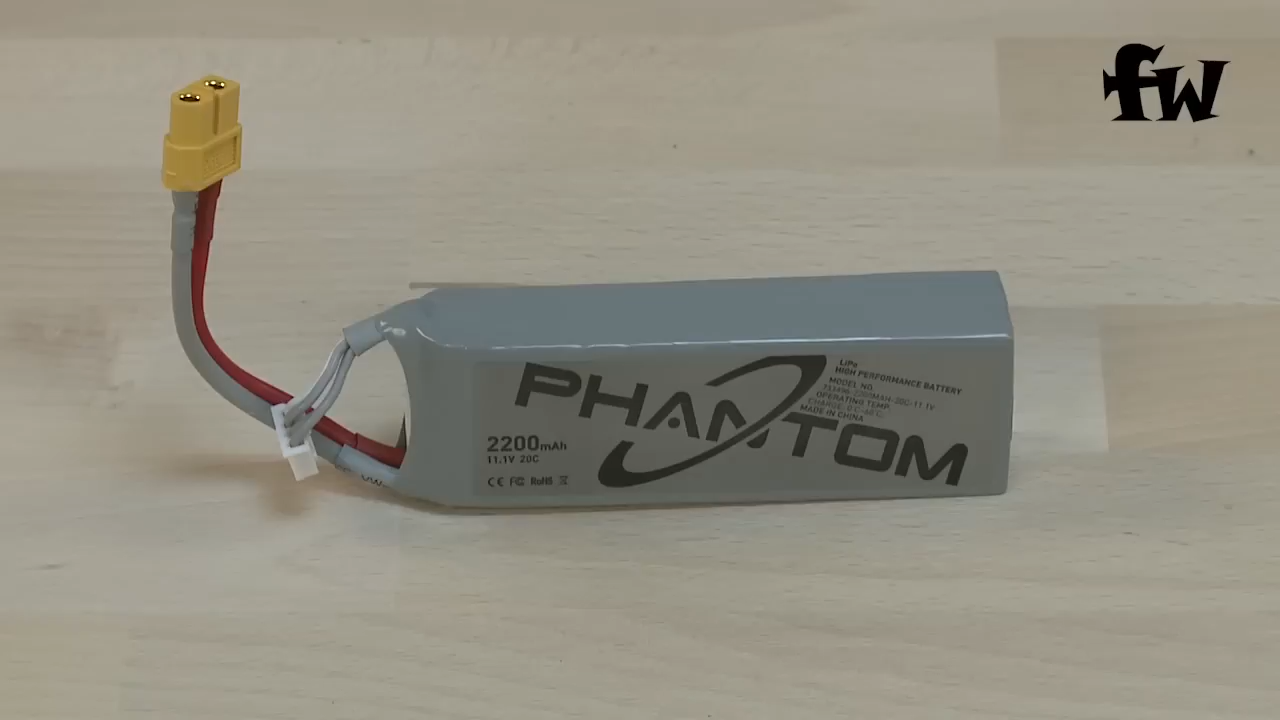 fw
PHANTOM
LiPo
HIGH PERFORMANCE BATTERY
MODEL NO.
OPERATING TEMP.
MADE IN CHINA
2200mAh
11.1V 20C
CE FC RoHS